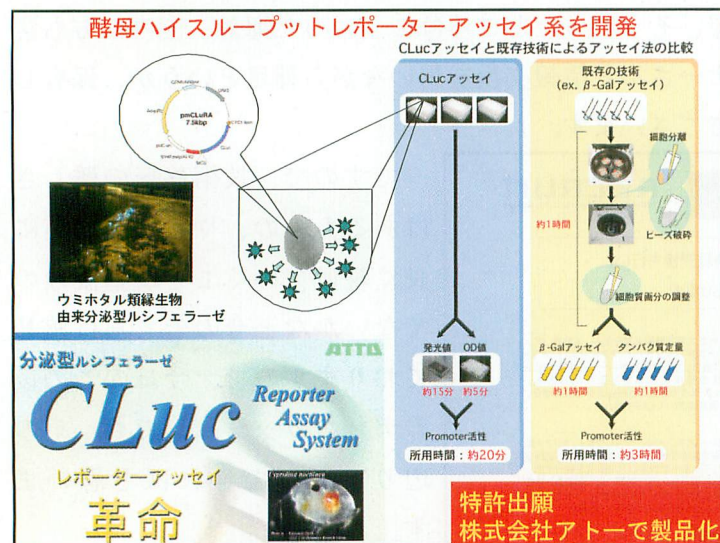 酵母ハイスループットレポーターアッセイ系を開発
CLucアッセイと既存技術によるアッセイ法の比較
pmCLuRA
7.5kbp
ウミホタル類縁生物
由来分泌型ルシフェラーゼ
CLucアッセイ
発光値 OD値
約15分 約5分
Promoter活性
所用時間：約20分
既存の技術
(ex. β-Galアッセイ)
細胞分離
約1時間
ビーズ破砕
細胞質画分の調整
β-Galアッセイ タンパク質定量
約1時間 約1時間
Promoter活性
所用時間：約3時間
ATTO
分泌型ルシフェラーゼ
CLuc
Reporter
Assay
System
レポーターアッセイ
革命
特許出願
株式会社アトーで製品化